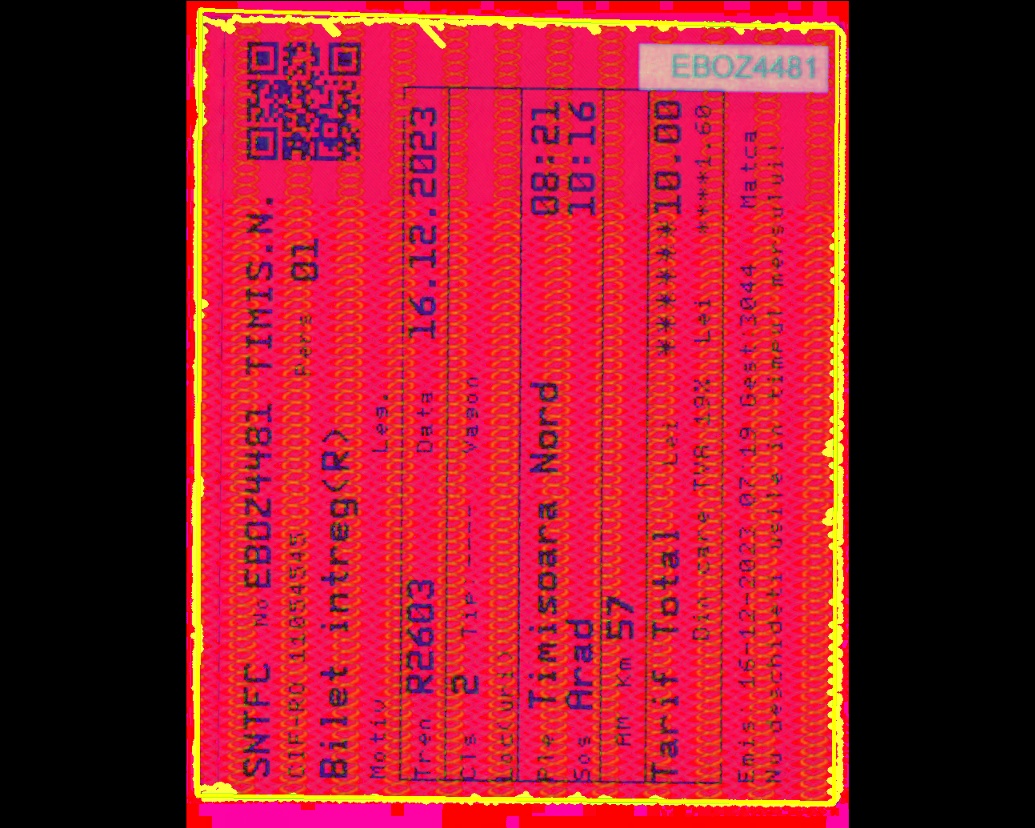 EBOZ4481
SNTFC No EBOZ4481 TIMIS.N.
CIF-RO 11054545 Pers 01
Bilet intreg(R)
Motiv Leg.
Tren R2603 Data 16.12.2023
Cls 2 Tip vagon
Locuri
Ple Timisoara Nord 08:21
Sos Arad 10:16
Am Km 57
Tarif Total Lei ******10.00
Din care TVA 19% Lei ****1.60
Emis 16-12-2023 07:19 Gest 3044 Matca
Nu deschideti usile in timpul mersului!